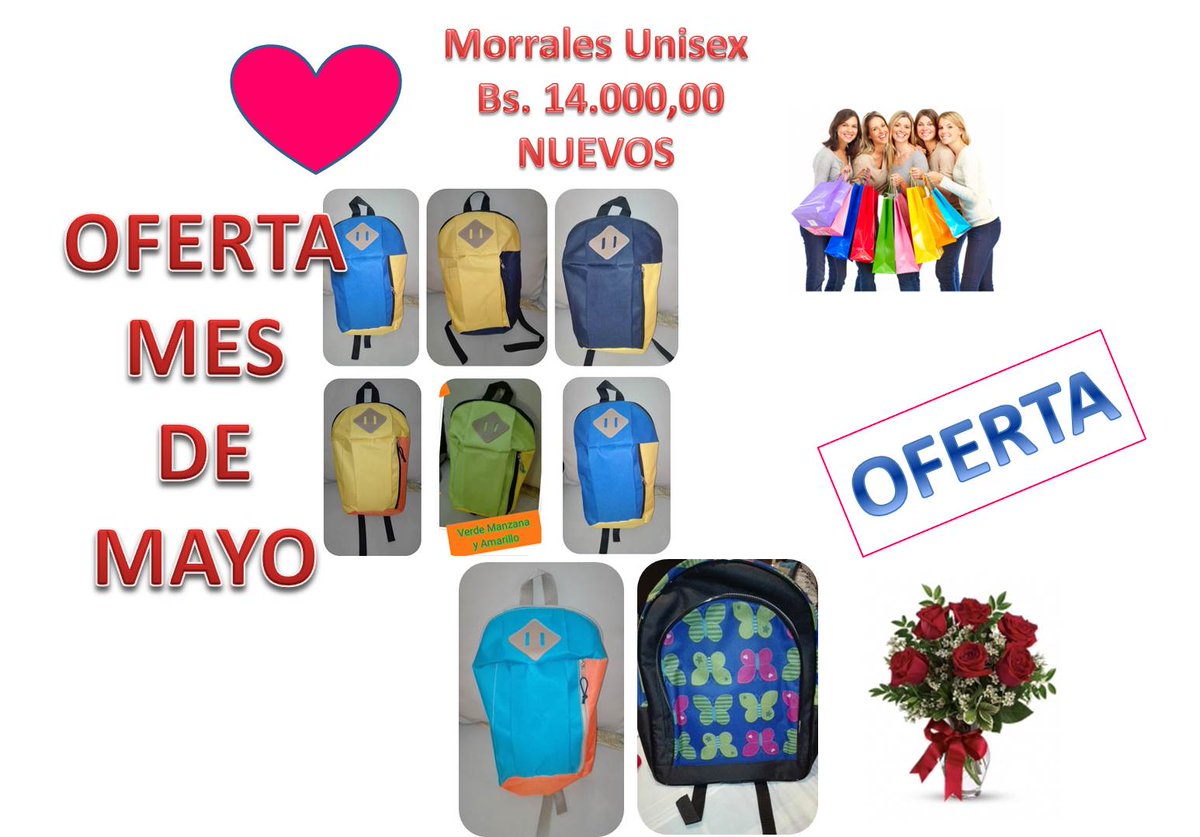 Morrales Unisex
Bs. 14.000,00
NUEVOS
OFERTA
MES
DE
MAYO
OFERTA
Verde Manzana
y Amarillo